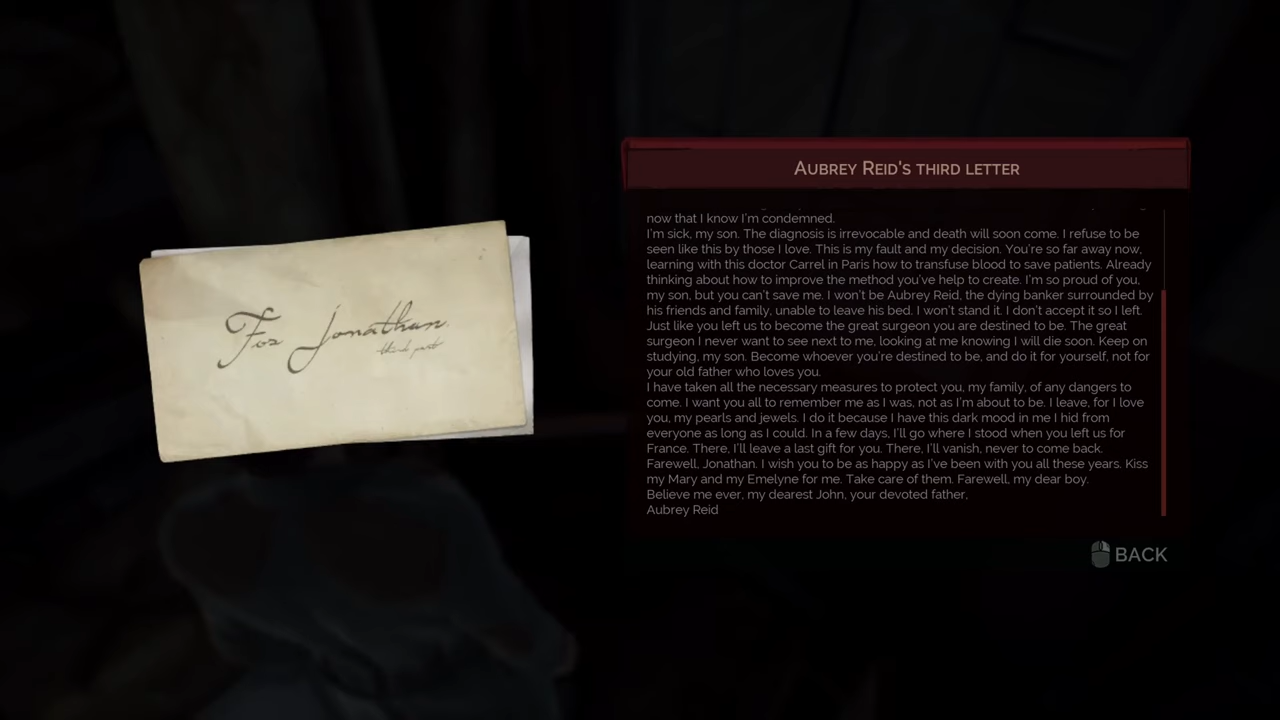 For Jonathan
third part
AUBREY REID'S THIRD LETTER
now that I know I'm condemned.
I'm sick, my son. The diagnosis is irrevocable and death will soon come. I refuse to be
seen like this by those I love. This is my fault and my decision. You're so far away now,
learning with this doctor Carrel in Paris how to transfuse blood to save patients. Already
thinking about how to improve the method you've help to create. I'm so proud of you,
my son, but you can't save me. I won't be Aubrey Reid, the dying banker surrounded by
his friends and family, unable to leave his bed. I won't stand it. I don't accept it so I left.
Just like you left us to become the great surgeon you are destined to be. The great
surgeon I never want to see next to me, looking at me knowing I will die soon. Keep on
studying, my son. Become whoever you're destined to be, and do it for yourself, not for
your old father who loves you.
I have taken all the necessary measures to protect you, my family, of any dangers to
come. I want you all to remember me as I was, not as I'm about to be. I leave, for I love
you, my pearls and jewels. I do it because I have this dark mood in me I hid from
everyone as long as I could. In a few days, I'll go where I stood when you left us for
France. There, I'll leave a last gift for you. There, I'll vanish, never to come back.
Farewell, Jonathan. I wish you to be as happy as I've been with you all these years. Kiss
my Mary and my Emelyne for me. Take care of them. Farewell, my dear boy.
Believe me ever, my dearest John, your devoted father,
Aubrey Reid
BACK